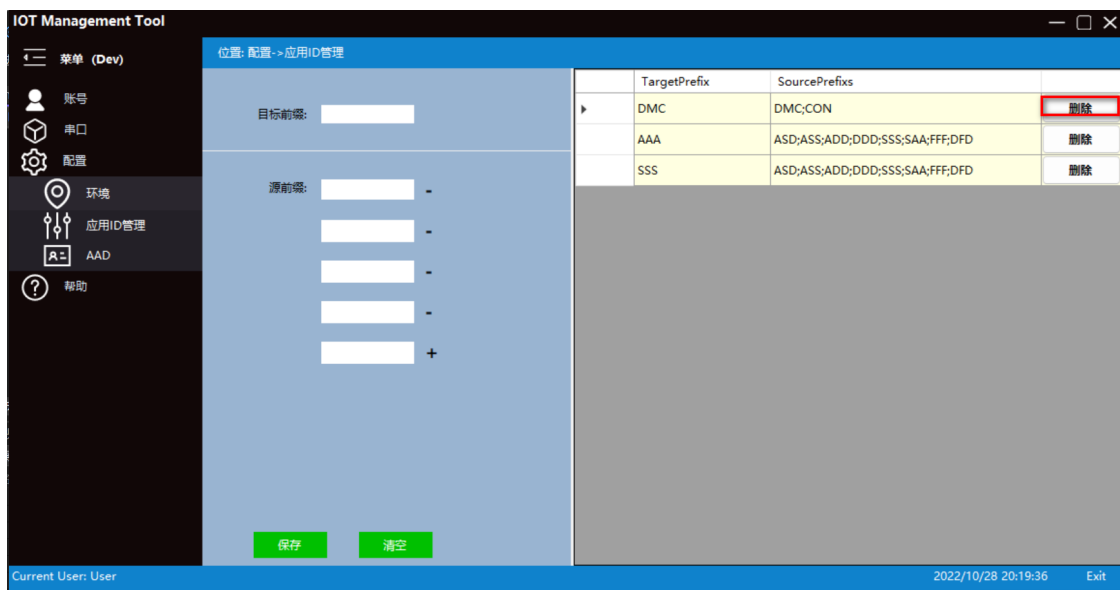 IOT Management Tool
菜单 (Dev)
位置: 配置->应用ID管理
账号
串口
配置
环境
应用ID管理
AAD
帮助
目标前缀:
源前缀:
-
-
-
-
+
保存 清空
TargetPrefix SourcePrefixs
DMC DMC;CON 删除
AAA ASD;ASS;ADD;DDD;SSS;SAA;FFF;DFD 删除
SSS ASD;ASS;ADD;DDD;SSS;SAA;FFF;DFD 删除
Current User: User 2022/10/28 20:19:36 Exit